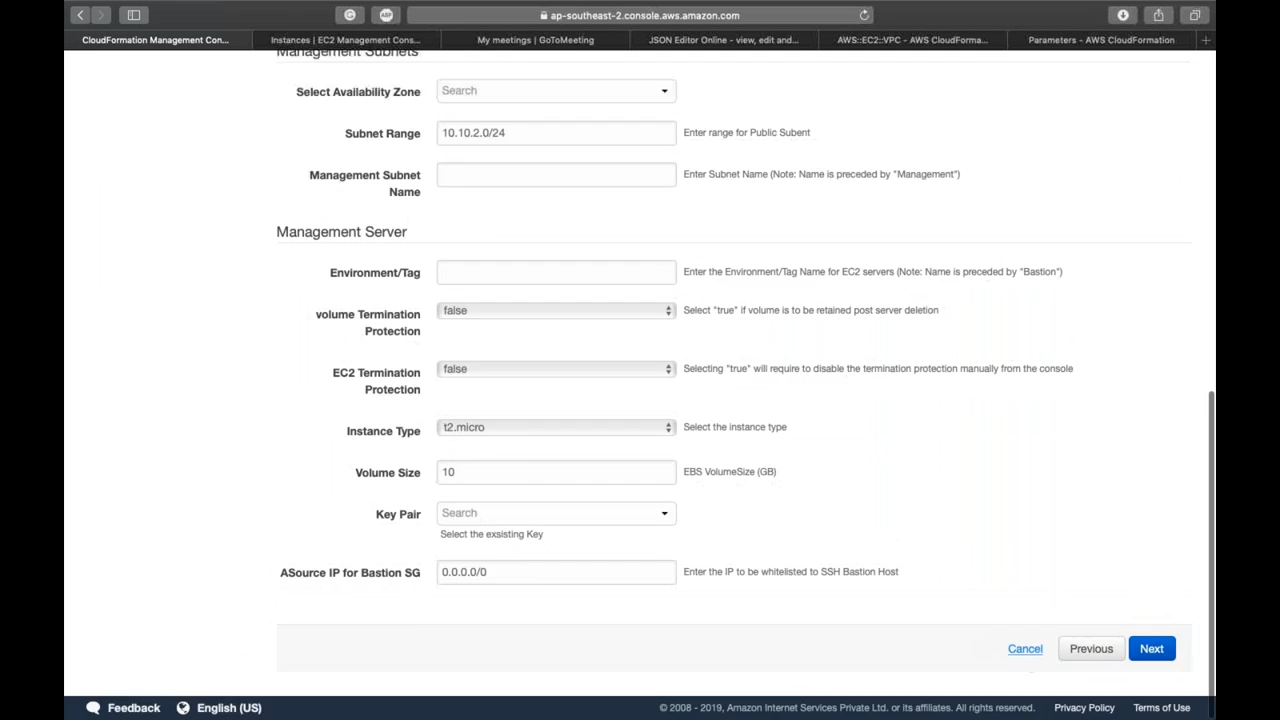 ABP
ap-southeast-2.console.aws.amazon.com
CloudFormation Management Con...
Instances | EC2 Management Cons...
My meetings | GoToMeeting
JSON Editor Online - view, edit and...
AWS::EC2::VPC - AWS CloudForma...
Parameters - AWS CloudFormation
Management Subnets
Select Availability Zone
Search
Subnet Range
10.10.2.0/24
Enter range for Public Subent
Management Subnet
Name
Enter Subnet Name (Note: Name is preceded by "Management")
Management Server
Environment/Tag
Enter the Environment/Tag Name for EC2 servers (Note: Name is preceded by "Bastion")
volume Termination
Protection
false
Select "true" if volume is to be retained post server deletion
EC2 Termination
Protection
false
Selecting "true" will require to disable the termination protection manually from the console
Instance Type
t2.micro
Select the instance type
Volume Size
10
EBS VolumeSize (GB)
Key Pair
Search
Select the exsisting Key
ASource IP for Bastion SG
0.0.0.0/0
Enter the IP to be whitelisted to SSH Bastion Host
Cancel
Previous
Next
Feedback
English (US)
© 2008 - 2019, Amazon Internet Services Private Ltd. or its affiliates. All rights reserved.
Privacy Policy
Terms of Use